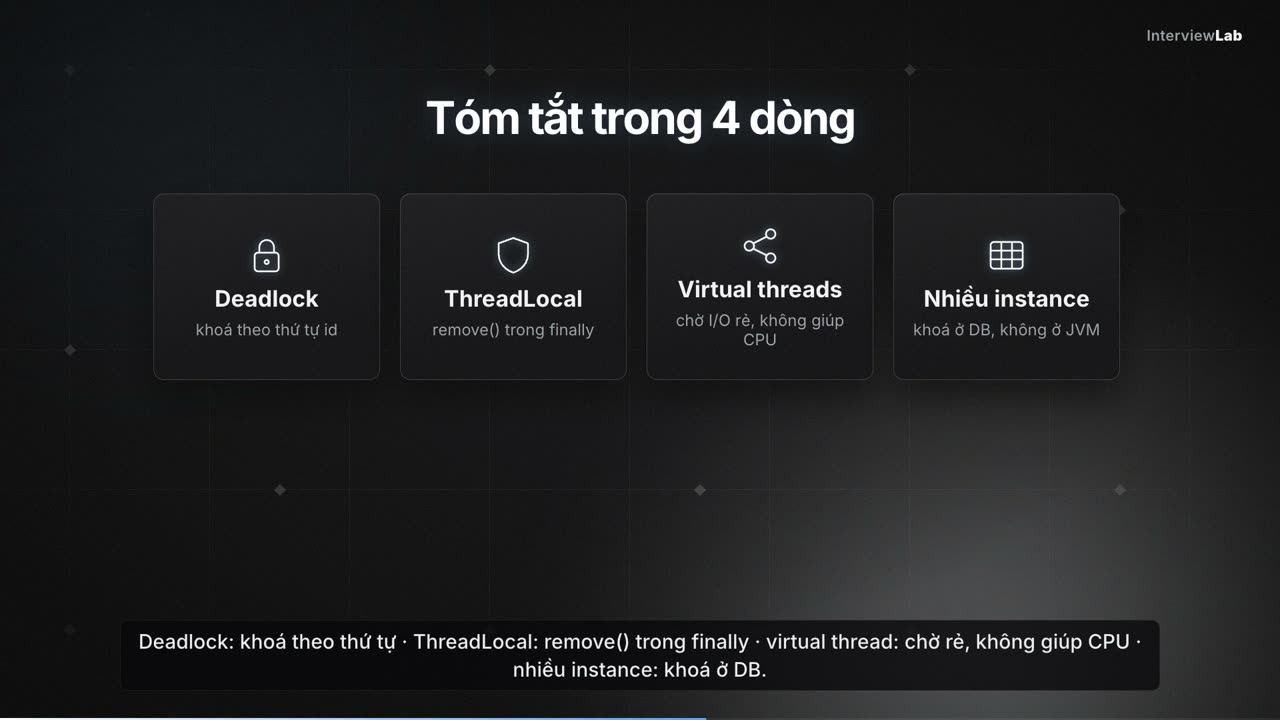 InterviewLab
Tóm tắt trong 4 dòng
Deadlock
khoá theo thứ tự id
ThreadLocal
remove() trong finally
Virtual threads
chờ I/O rẻ, không giúp
CPU
Nhiều instance
khoá ở DB, không ở JVM
Deadlock: khoá theo thứ tự · ThreadLocal: remove() trong finally · virtual thread: chờ rẻ, không giúp CPU ·
nhiều instance: khoá ở DB.